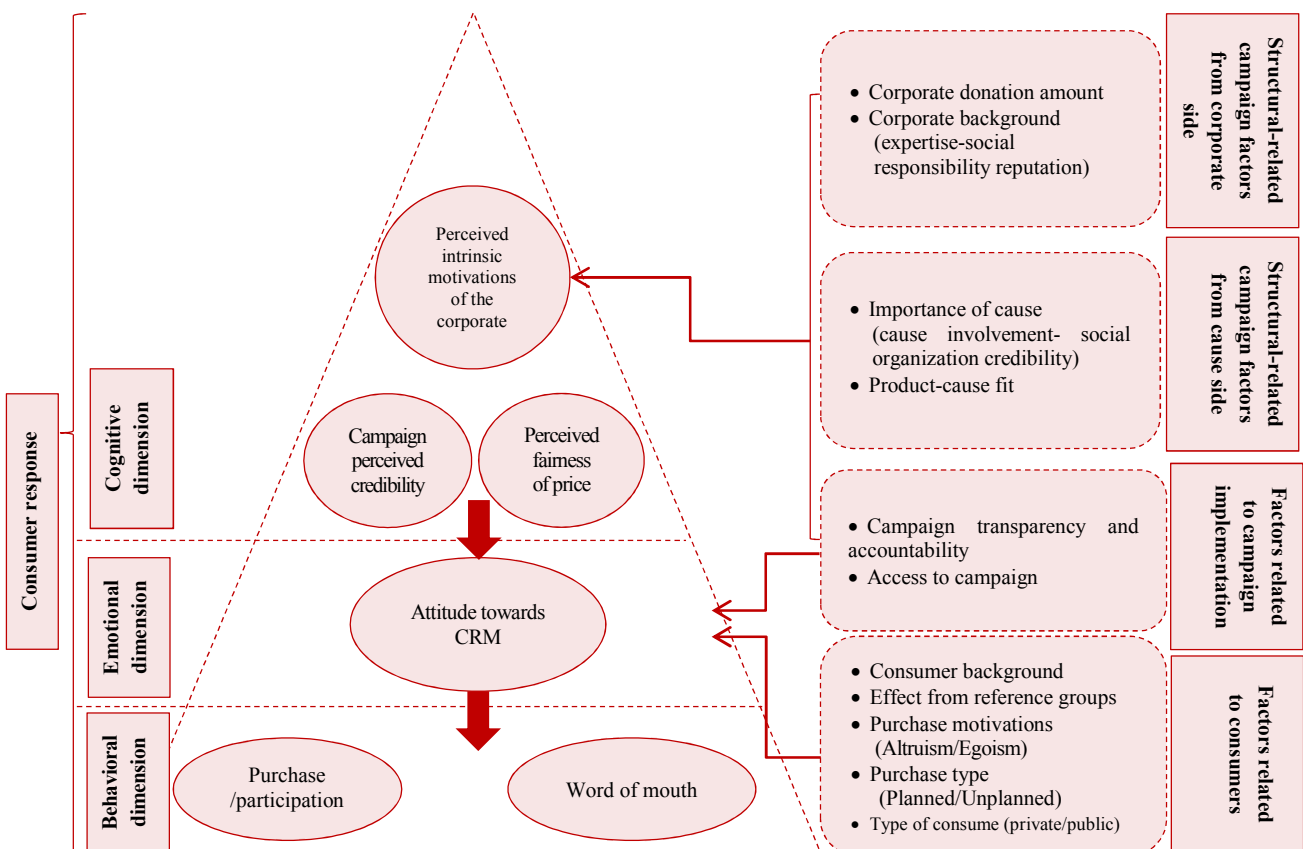 Consumer response
Cognitive
dimension
Emotional
dimension
Behavioral
dimension
Perceived
intrinsic
motivations
of the
corporate
Campaign
perceived
credibility
Perceived
fairness
of price
Attitude towards
CRM
Purchase
/participation
Word of mouth
• Corporate donation amount
• Corporate background
(expertise-social
responsibility reputation)
Structural-related
campaign factors
from corporate
side
• Importance of cause
(cause involvement- social
organization credibility)
• Product-cause fit
Structural-related
campaign factors
from cause side
• Campaign transparency and
accountability
• Access to campaign
Factors related
to campaign
implementation
• Consumer background
• Effect from reference groups
• Purchase motivations
(Altruism/Egoism)
• Purchase type
(Planned/Unplanned)
• Type of consume (private/public)
Factors related
to consumers